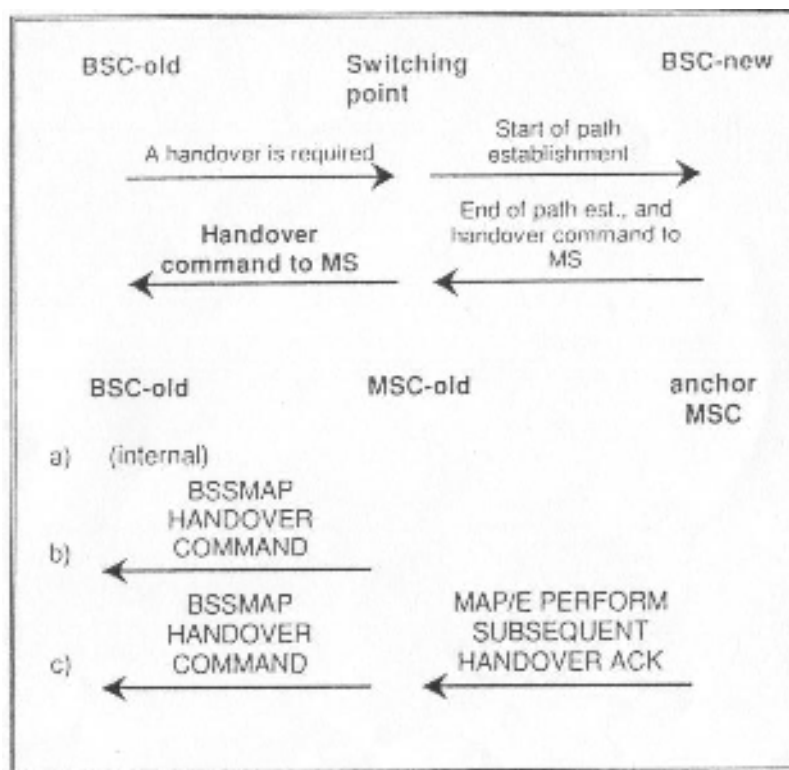 BSC-old
Switching
point
BSC-new
A handover is required
Start of path
establishment
Handover
command to MS
End of path est., and
handover command to
MS
BSC-old
MSC-old
anchor
MSC
a) (internal)
BSSMAP
HANDOVER
COMMAND
b)
BSSMAP
HANDOVER
COMMAND
MAP/E PERFORM
SUBSEQUENT
HANDOVER ACK
c)